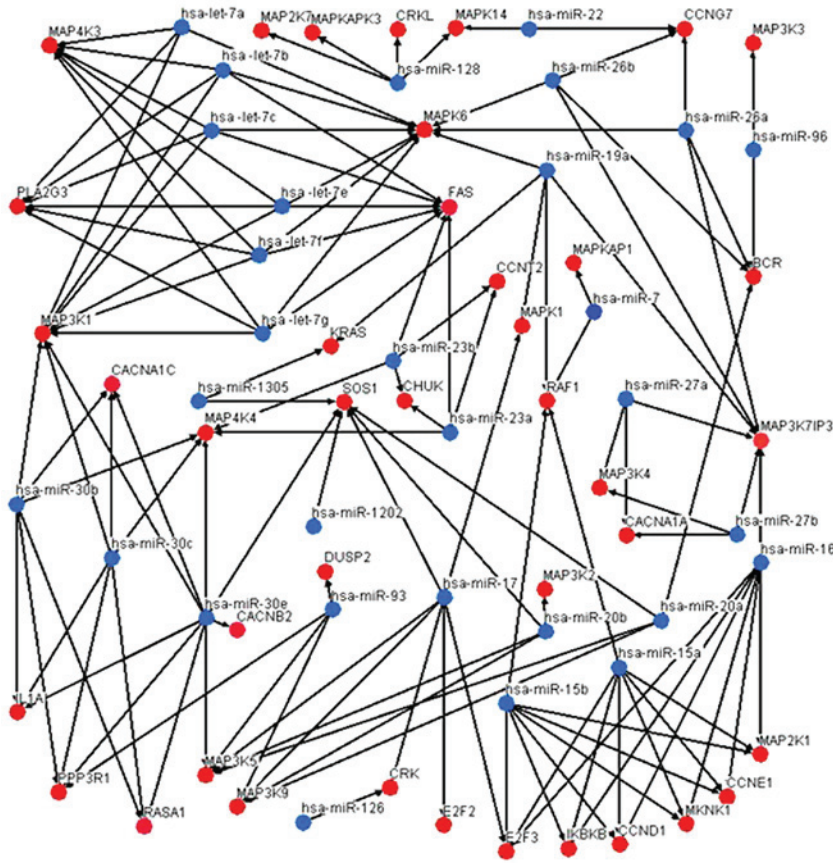 hsa-let-7a
MAP2K7
MAPKAPK3
CRKL
MAPK14
hsa-miR-22
CCNG7
MAP3K3
MAP4K3
hsa-let-7b
hsa-miR-128
hsa-miR-26b
hsa-let-7c
MAPK6
hsa-miR-26a
hsa-miR-96
hsa-miR-19a
PLA2G3
hsa-let-7e
FAS
hsa-let-7f
CCNT2
MAPKAP1
BCR
MAP3K1
hsa-let-7g
KRAS
MAPK1
hsa-miR-7
hsa-miR-23b
CACNA1C
hsa-miR-1305
SOS1
CHUK
RAF1
hsa-miR-27a
MAP4K4
hsa-miR-23a
MAP3K7IP3
MAP3K4
hsa-miR-30b
hsa-miR-1202
CACNA1A
hsa-miR-27b
hsa-miR-30c
hsa-miR-16
DUSP2
MAP3K2
hsa-miR-30e
hsa-miR-93
hsa-miR-17
CACNB2
hsa-miR-20b
hsa-miR-20a
hsa-miR-15a
IL1A
hsa-miR-15b
MAP2K1
PPP3R1
MAP3K5
CRK
CCNE1
RASA1
MAP3K9
hsa-miR-126
E2F2
E2F3
IKBKB
CCND1
MKNK1